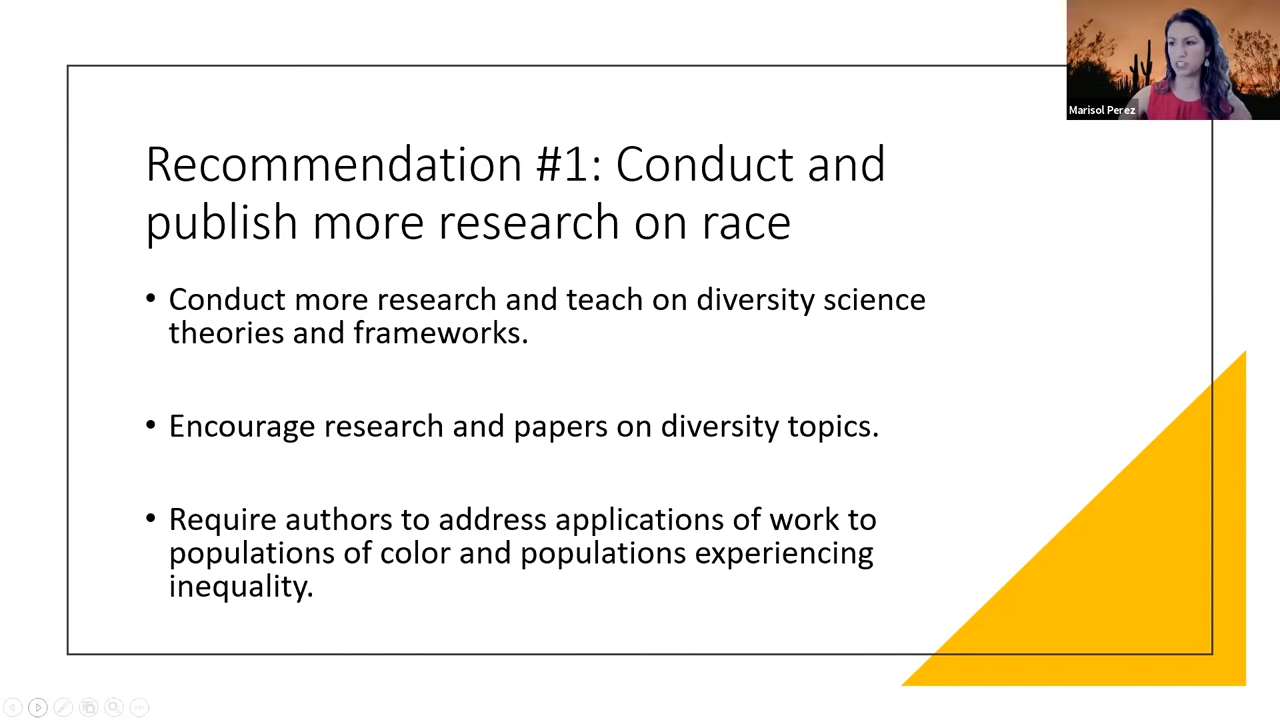 Marisol Perez
Recommendation #1: Conduct and
publish more research on race
• Conduct more research and teach on diversity science
theories and frameworks.
• Encourage research and papers on diversity topics.
• Require authors to address applications of work to
populations of color and populations experiencing
inequality.